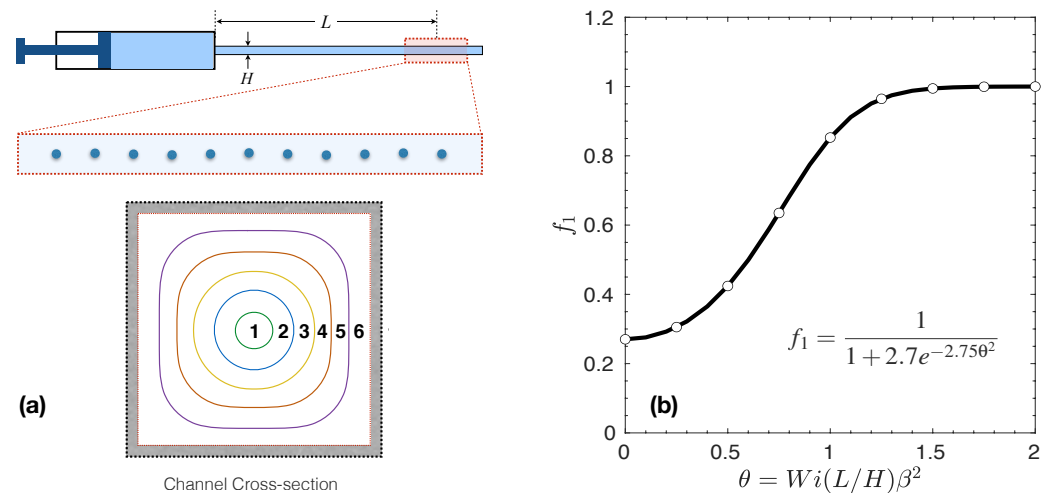 L
H
1 2 3 4 5 6
(a)
Channel Cross-section
1.2
1
0.8
0.6
0.4
0.2
0
f₁
f₁ = 1 / (1 + 2.7e^{-2.75θ²})
(b)
0 0.5 1 1.5 2
θ = Wi(L/H)β²